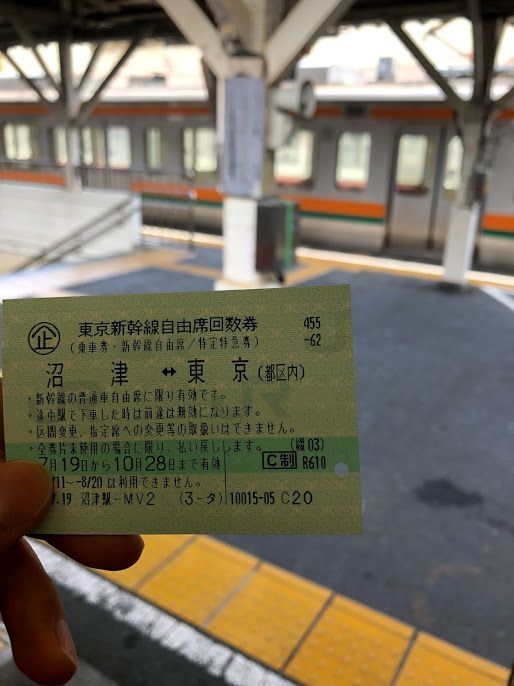 企 東京新幹線自由席回数券 455
(乗車券・新幹線自由席/特定特急券) -62
沼 津 ↔ 東 京 (都区内)
・新幹線の普通車自由席に限り有効です。
・途中駅で下車した時は前途は無効になります。
・区間変更、指定席への変更等の取扱いはできません。
・全券片未使用の場合に限り、払い戻しします。 (綴03)
7月19日から10月28日まで有効 C制 R610
/11~-8/20は利用できません。
.19 沼津駅-MV2 (3-タ) 10015-05 C20